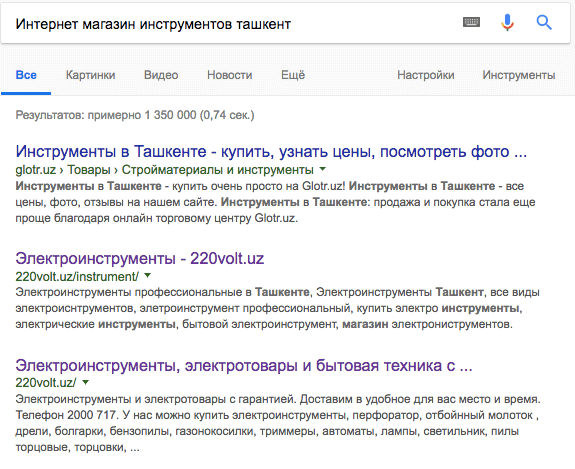 Интернет магазин инструментов ташкент
Все Картинки Видео Новости Ещё Настройки Инструменты
Результатов: примерно 1 350 000 (0,74 сек.)
Инструменты в Ташкенте - купить, узнать цены, посмотреть фото ...
glotr.uz › Товары › Стройматериалы и инструменты
Инструменты в Ташкенте - купить очень просто на Glotr.uz! Инструменты в Ташкенте - все
цены, фото, отзывы на нашем сайте. Инструменты в Ташкенте: продажа и покупка стала еще
проще благодаря онлайн торговому центру Glotr.uz.
Электроинструменты - 220volt.uz
220volt.uz/instrument/
Электроинструменты профессиональные в Ташкенте, Электроинструменты Ташкент, все виды
электроиснтрументов, элетроинструмент профессиональный, купить электро инструменты,
электрические инструменты, бытовой электроинструмент, магазин электрониструментов.
Электроинструменты, электротовары и бытовая техника с ...
220volt.uz/
Электроинструменты и электротовары с гарантией. Доставим в удобное для вас место и время.
Телефон 2000 717. У нас можно купить электроинструменты, перфоратор, отбойный молоток ,
дрели, болгарки, бензопилы, газонокосилки, триммеры, автоматы, лампы, светильник, пилы
торцовые, торцовки, ...